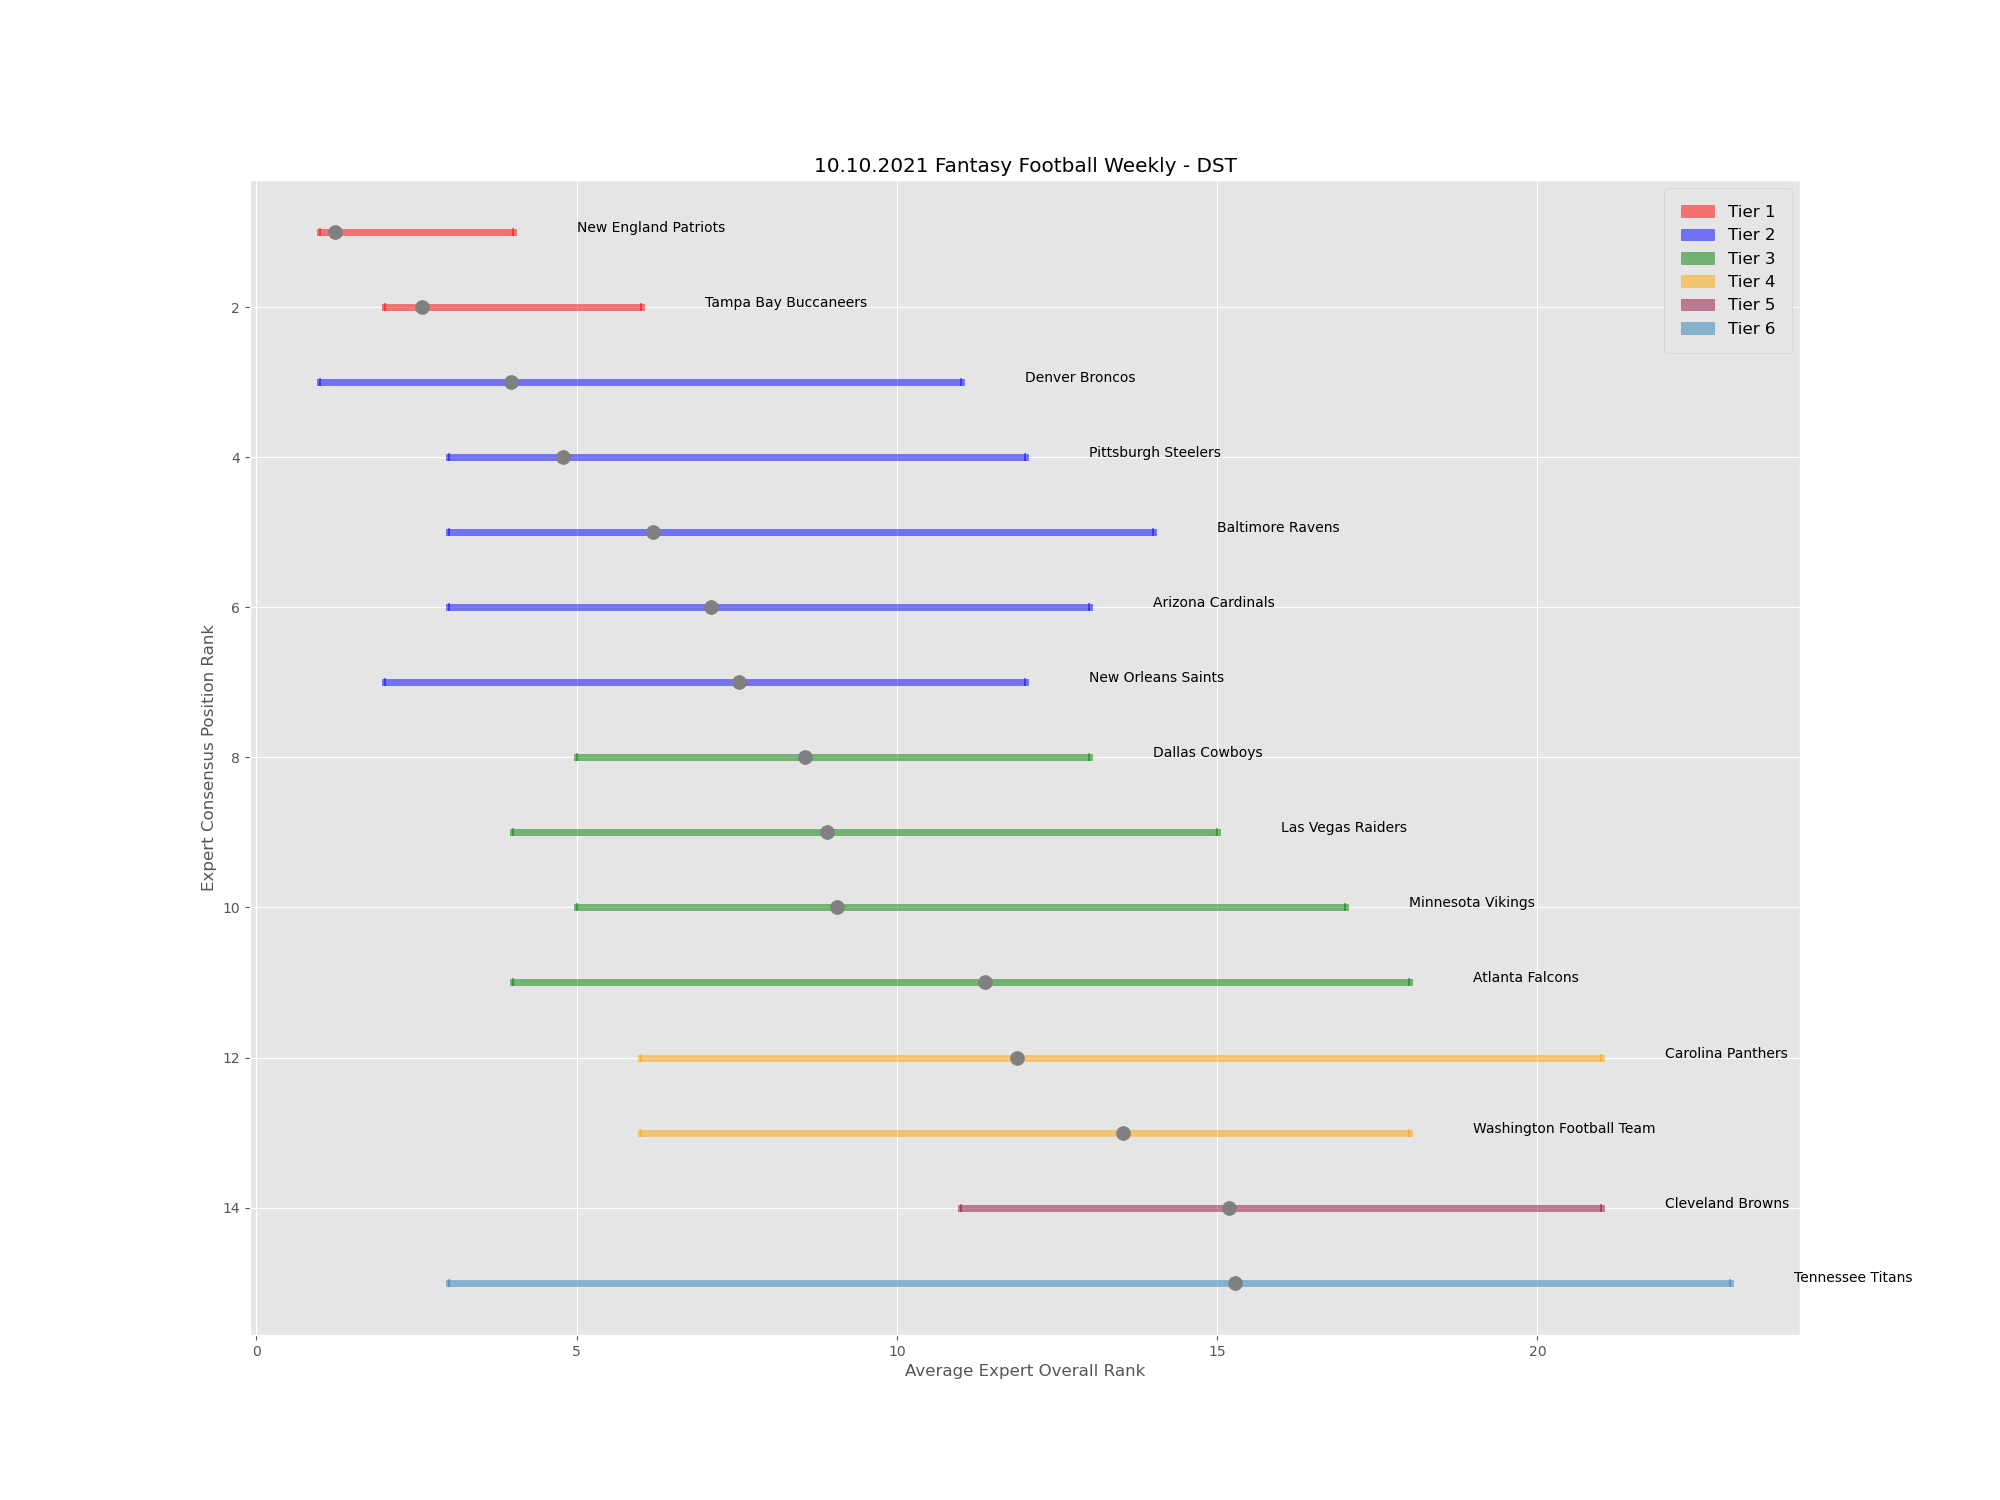 10.10.2021 Fantasy Football Weekly - DST
Tier 1
Tier 2
Tier 3
Tier 4
Tier 5
Tier 6
New England Patriots
2
Tampa Bay Buccaneers
Denver Broncos
4
Pittsburgh Steelers
Baltimore Ravens
6
Arizona Cardinals
New Orleans Saints
Expert Consensus Position Rank
8
Dallas Cowboys
Las Vegas Raiders
10
Minnesota Vikings
Atlanta Falcons
12
Carolina Panthers
Washington Football Team
14
Cleveland Browns
Tennessee Titans
0
5
10
15
20
Average Expert Overall Rank